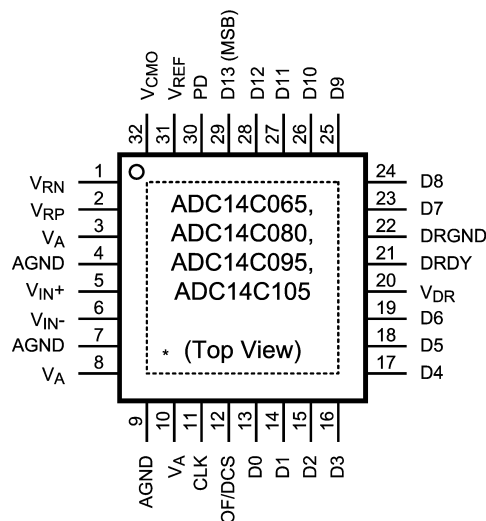 VCMO
VREF
PD
D13 (MSB)
D12
D11
D10
D9
32
31
30
29
28
27
26
25
VRN 1
VRP 2
VA 3
AGND 4
VIN+ 5
VIN- 6
AGND 7
VA 8
ADC14C065,
ADC14C080,
ADC14C095,
ADC14C105
* (Top View)
24 D8
23 D7
22 DRGND
21 DRDY
20 VDR
19 D6
18 D5
17 D4
9
10
11
12
13
14
15
16
AGND
VA
CLK
OF/DCS
D0
D1
D2
D3